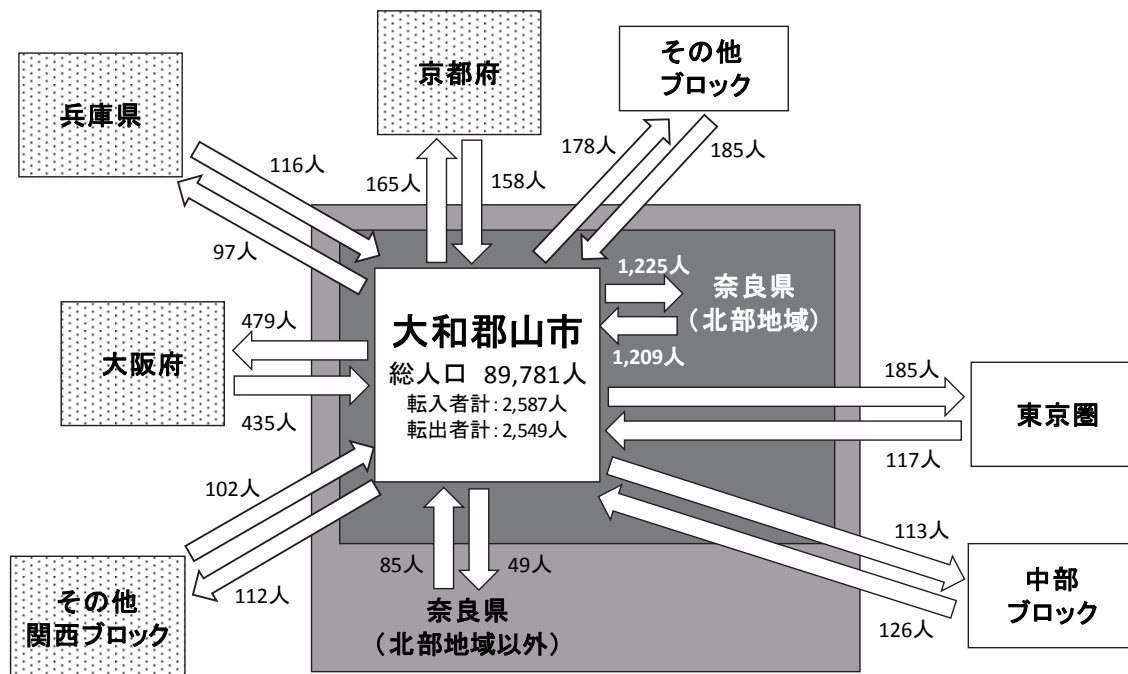 京都府
その他
ブロック
兵庫県
116人
165人
158人
178人
185人
97人
1,225人
奈良県
（北部地域）
1,209人
479人
大阪府
435人
大和郡山市
総人口 89,781人
転入者計：2,587人
転出者計：2,549人
185人
東京圏
117人
102人
112人
その他
関西ブロック
85人
49人
奈良県
（北部地域以外）
113人
中部
ブロック
126人